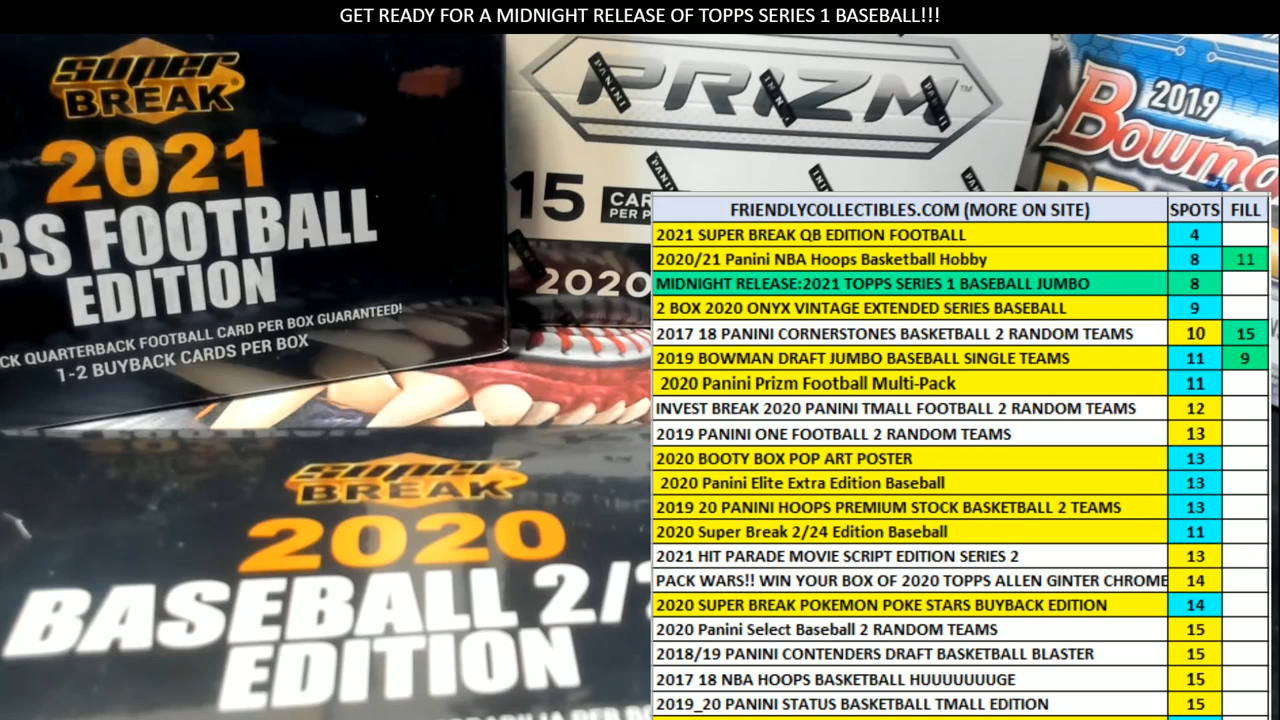 GET READY FOR A MIDNIGHT RELEASE OF TOPPS SERIES 1 BASEBALL!!!
SUPER
BREAK
2021
BS FOOTBALL
EDITION
QUARTERBACK FOOTBALL CARD PER BOX GUARANTEED!
1-2 BUYBACK CARDS PER BOX
PRIZM
PANINI
15
PER P
2020
2019
SUPER
BREAK
2020
BASEBALL 2/
EDITION
FRIENDLYCOLLECTIBLES.COM (MORE ON SITE) SPOTS FILL
2021 SUPER BREAK QB EDITION FOOTBALL 4
2020/21 Panini NBA Hoops Basketball Hobby 8 11
MIDNIGHT RELEASE:2021 TOPPS SERIES 1 BASEBALL JUMBO 8
2 BOX 2020 ONYX VINTAGE EXTENDED SERIES BASEBALL 9
2017 18 PANINI CORNERSTONES BASKETBALL 2 RANDOM TEAMS 10 15
2019 BOWMAN DRAFT JUMBO BASEBALL SINGLE TEAMS 11 9
2020 Panini Prizm Football Multi-Pack 11
INVEST BREAK 2020 PANINI TMALL FOOTBALL 2 RANDOM TEAMS 12
2019 PANINI ONE FOOTBALL 2 RANDOM TEAMS 13
2020 BOOTY BOX POP ART POSTER 13
2020 Panini Elite Extra Edition Baseball 13
2019 20 PANINI HOOPS PREMIUM STOCK BASKETBALL 2 TEAMS 13
2020 Super Break 2/24 Edition Baseball 11
2021 HIT PARADE MOVIE SCRIPT EDITION SERIES 2 13
PACK WARS!! WIN YOUR BOX OF 2020 TOPPS ALLEN GINTER CHROME 14
2020 SUPER BREAK POKEMON POKE STARS BUYBACK EDITION 14
2020 Panini Select Baseball 2 RANDOM TEAMS 15
2018/19 PANINI CONTENDERS DRAFT BASKETBALL BLASTER 15
2017 18 NBA HOOPS BASKETBALL HUUUUUUUGE 15
2019_20 PANINI STATUS BASKETBALL TMALL EDITION 15